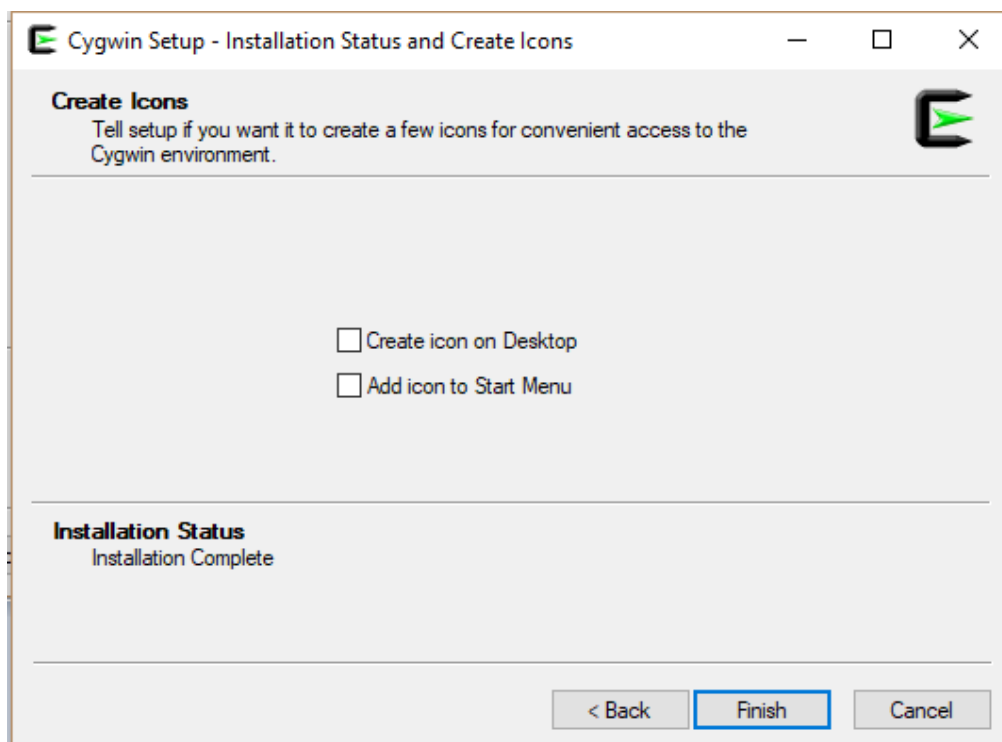 Cygwin Setup - Installation Status and Create Icons
Create Icons
Tell setup if you want it to create a few icons for convenient access to the
Cygwin environment.
Create icon on Desktop
Add icon to Start Menu
Installation Status
Installation Complete
< Back Finish Cancel